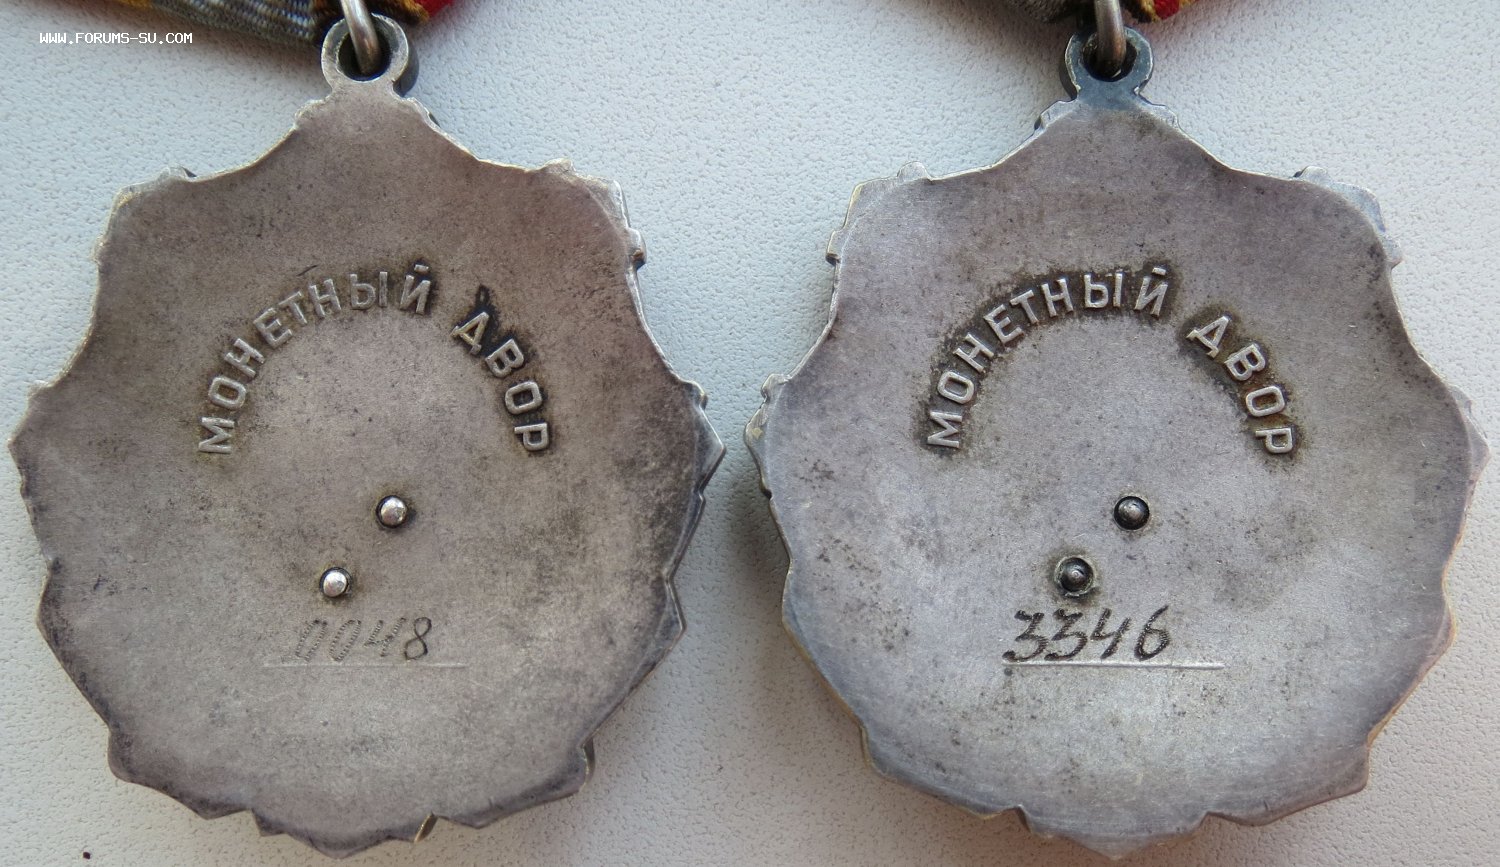 WWW.FORUMS-SU.COM
МОНЕТНЫЙ ДВОР
0048
МОНЕТНЫЙ ДВОР
3346